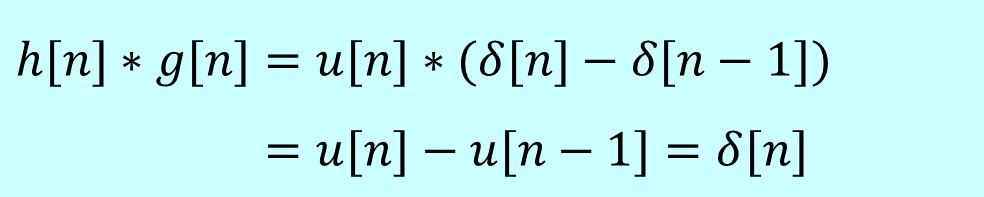 h[n] ∗ g[n] = u[n] ∗ (δ[n] − δ[n − 1])
= u[n] − u[n − 1] = δ[n]